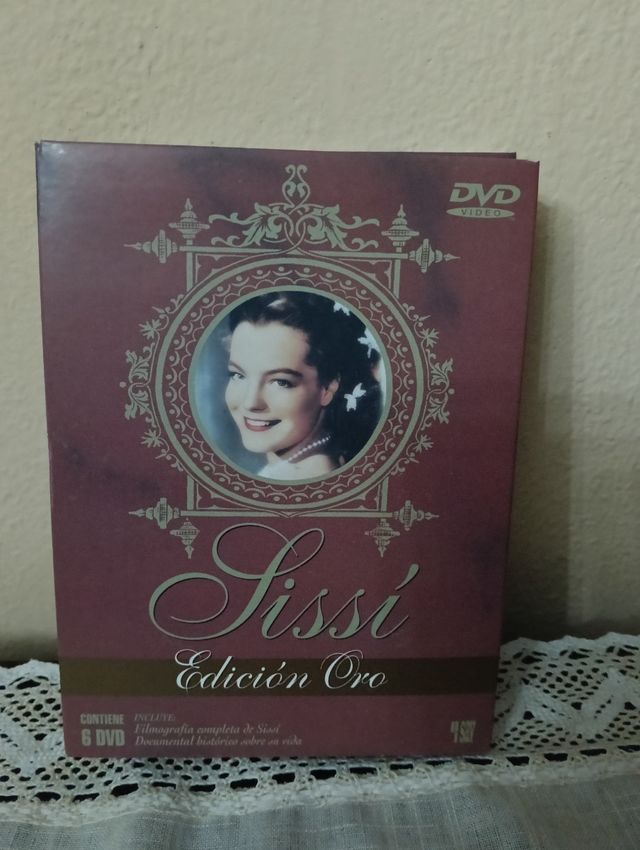 DVD
VIDEO
Sissí
Edición Oro
CONTIENE
6 DVD
INCLUYE:
Filmografía completa de Sissí
Documental histórico sobre su vida